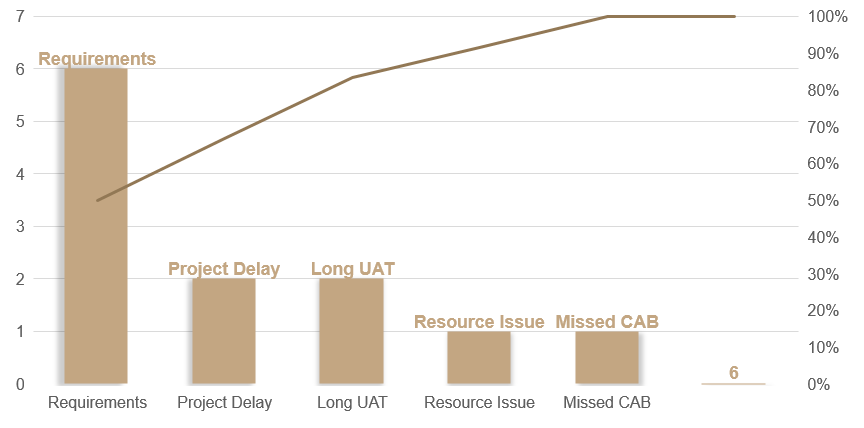 7
6
5
4
3
2
1
0
100%
90%
80%
70%
60%
50%
40%
30%
20%
10%
0%
Requirements
Project Delay
Long UAT
Resource Issue
Missed CAB
6
Requirements
Project Delay
Long UAT
Resource Issue
Missed CAB